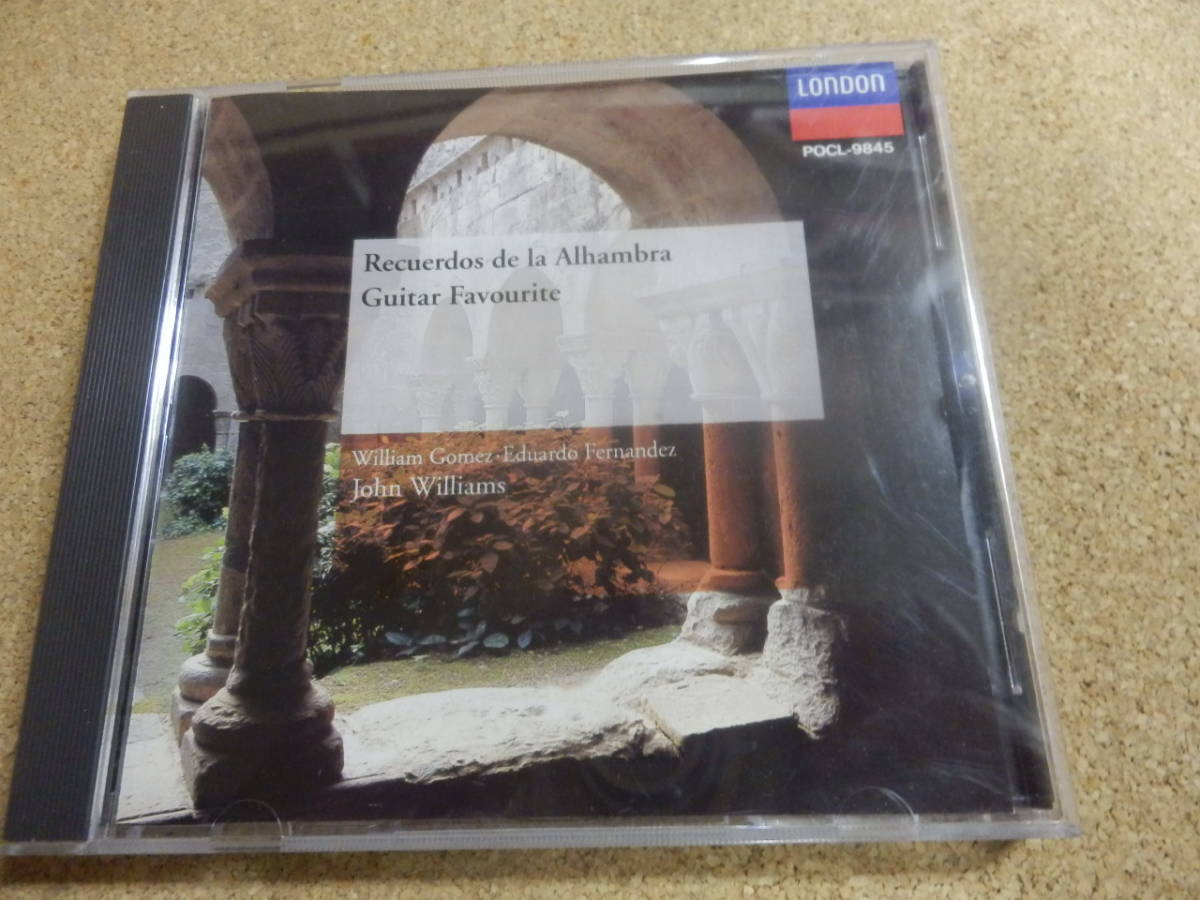 LONDON
POCL-9845
Recuerdos de la Alhambra
Guitar Favourite
William Gomez·Eduardo Fernandez
John Williams